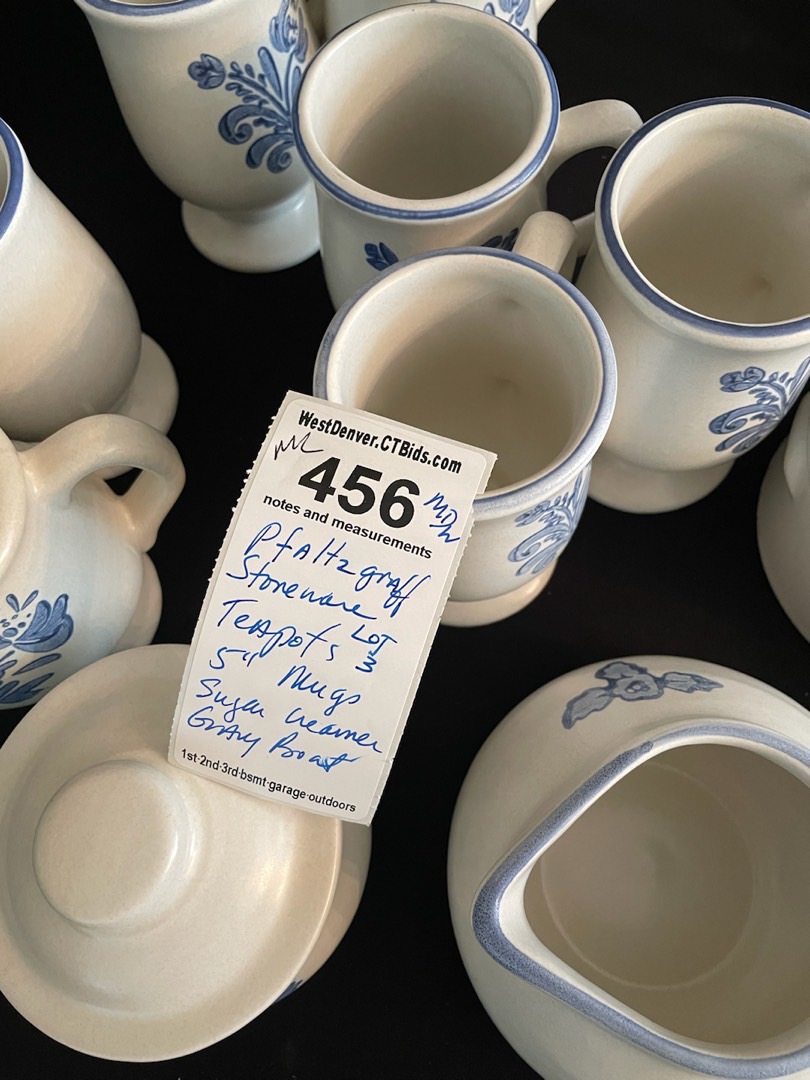 WestDenver.CTBids.com
456
notes and measurements
Pfaltzgraff
Stoneware
Teapots LOT 3
5" Mugs
Sugar Creamer
Gravy Boat
1st·2nd·3rd·bsmt·garage·outdoors